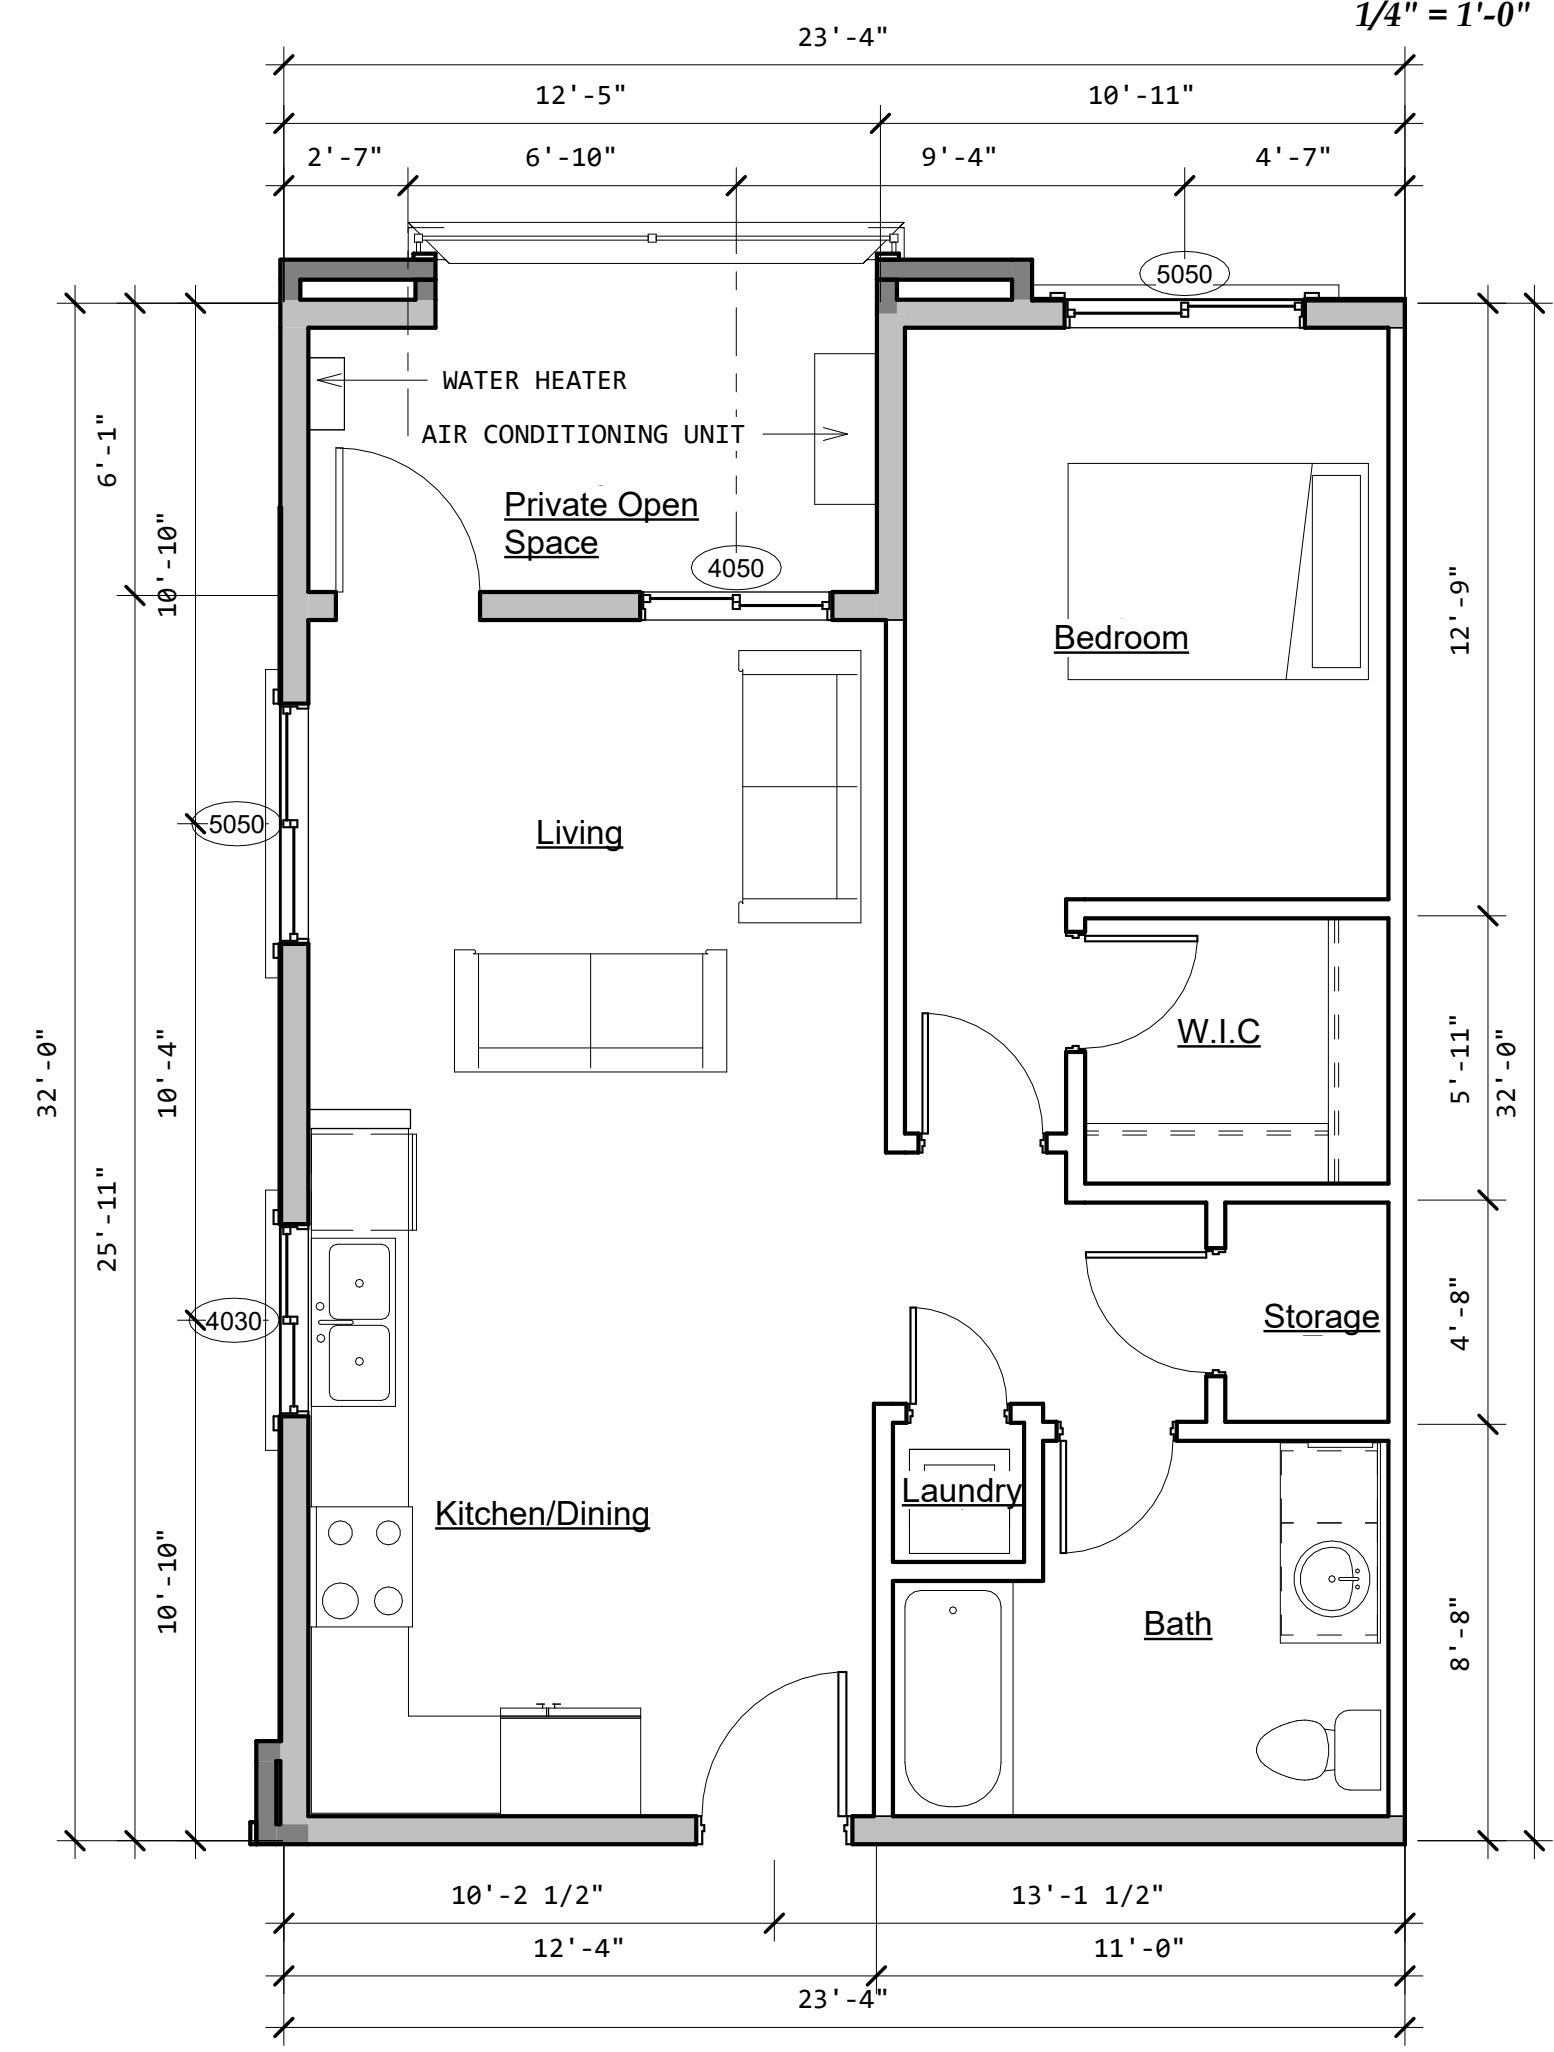 1/4" = 1'-0"
23'-4"
12'-5"
10'-11"
2'-7"
6'-10"
9'-4"
4'-7"
5050
WATER HEATER
AIR CONDITIONING UNIT
6'-1"
Private Open
Space
10'-10"
4050
12'-9"
Bedroom
5050
Living
32'-0"
10'-4"
W.I.C
5'-11"
32'-0"
25'-11"
4030
Storage
4'-8"
Laundry
Kitchen/Dining
10'-10"
Bath
8'-8"
10'-2 1/2"
13'-1 1/2"
12'-4"
11'-0"
23'-4"